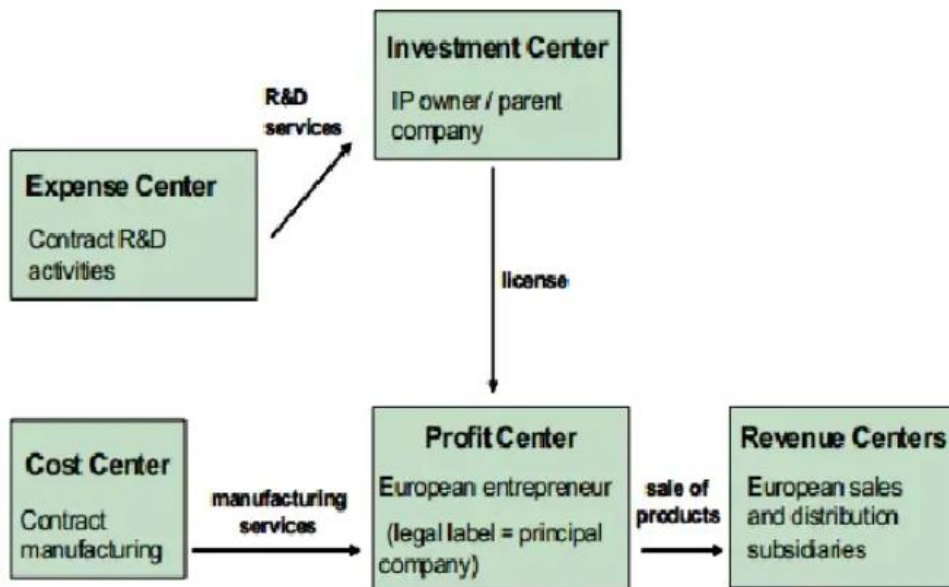 Investment Center
IP owner / parent
company
R&D
services
Expense Center
Contract R&D
activities
license
Cost Center
Contract
manufacturing
manufacturing
services
Profit Center
European entrepreneur
(legal label = principal
company)
sale of
products
Revenue Centers
European sales
and distribution
subsidiaries